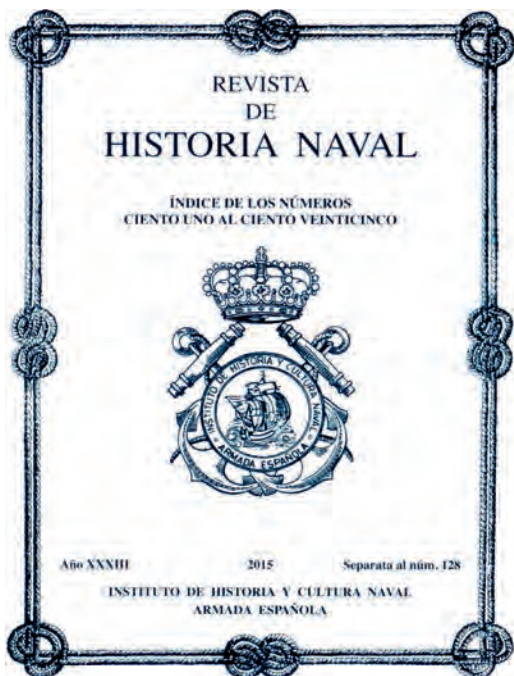 REVISTA
DE
HISTORIA NAVAL
ÍNDICE DE LOS NÚMEROS
CIENTO UNO AL CIENTO VEINTICINCO
INSTITUTO DE HISTORIA Y CULTURA NAVAL
ARMADA ESPAÑOLA
Año XXXIII 2015 Separata al núm. 128
INSTITUTO DE HISTORIA Y CULTURA NAVAL
ARMADA ESPAÑOLA